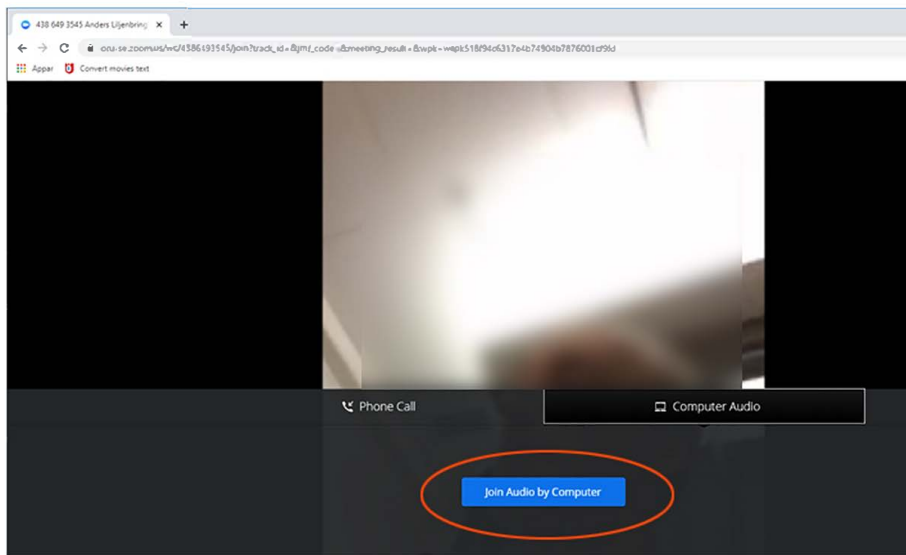 438 649 3545 Anders Liljenbring
Appar Convert movies text
Phone Call
Computer Audio
Join Audio by Computer